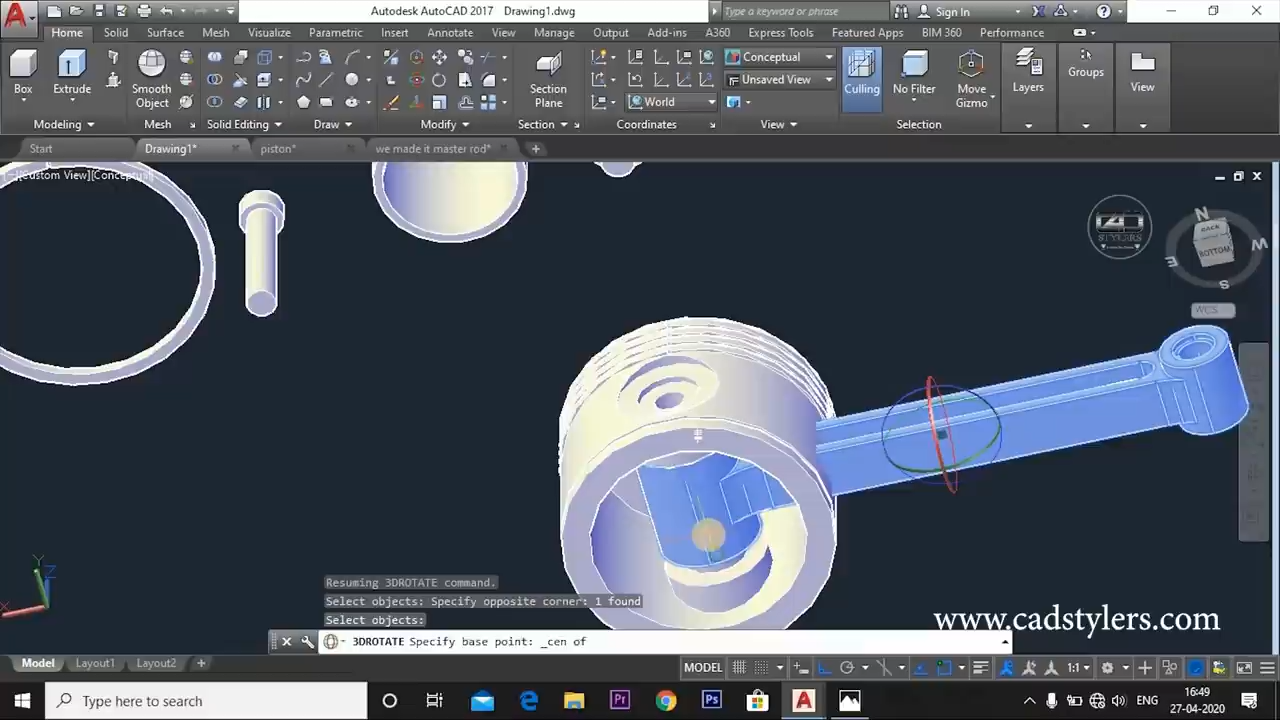 Autodesk AutoCAD 2017 Drawing1.dwg
Type a keyword or phrase
Sign In
Home Solid Surface Mesh Visualize Parametric Insert Annotate View Manage Output Add-ins A360 Express Tools Featured Apps BIM 360 Performance
Box
Extrude
Smooth
Object
Section
Plane
World
Conceptual
Unsaved View
Culling
No Filter
Move
Gizmo
Layers
Groups
View
Modeling Mesh Solid Editing Draw Modify Section Coordinates View Selection
Start Drawing1* piston* we made it master rod*
[Custom View][Conceptual]
STYLERS
N
W
E
S
BACK
BOTTOM
WCS
Y
Z
X
Resuming 3DROTATE command.
Select objects: Specify opposite corner: 1 found
Select objects:
3DROTATE Specify base point: _cen of
www.cadstylers.com
Model Layout1 Layout2 +
MODEL
1:1
Type here to search
Pr
Ps
A
ENG
16:49
27-04-2020